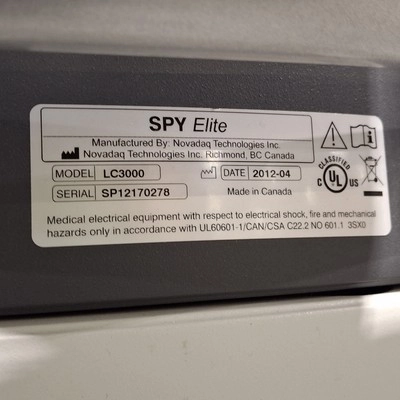 SPY Elite
Manufactured By: Novadaq Technologies Inc.
Novadaq Technologies Inc. Richmond, BC Canada
MODEL LC3000 DATE 2012-04
SERIAL SP12170278 Made in Canada
CLASSIFIED
C UL US
Medical electrical equipment with respect to electrical shock, fire and mechanical
hazards only in accordance with UL60601-1/CAN/CSA C22.2 NO 601.1 3SX0